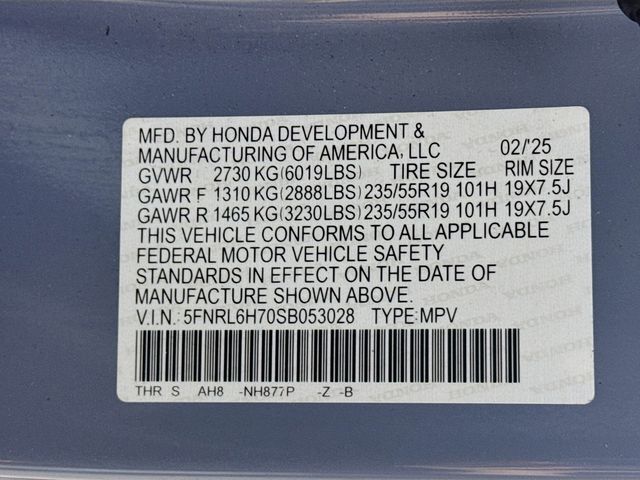 MFD. BY HONDA DEVELOPMENT &
MANUFACTURING OF AMERICA, LLC 02/'25
GVWR 2730 KG(6019LBS) TIRE SIZE RIM SIZE
GAWR F 1310 KG(2888LBS) 235/55R19 101H 19X7.5J
GAWR R 1465 KG(3230LBS) 235/55R19 101H 19X7.5J
THIS VEHICLE CONFORMS TO ALL APPLICABLE
FEDERAL MOTOR VEHICLE SAFETY
STANDARDS IN EFFECT ON THE DATE OF
MANUFACTURE SHOWN ABOVE.
V.I.N.: 5FNRL6H70SB053028 TYPE:MPV
THR S AH8 -NH877P -Z -B